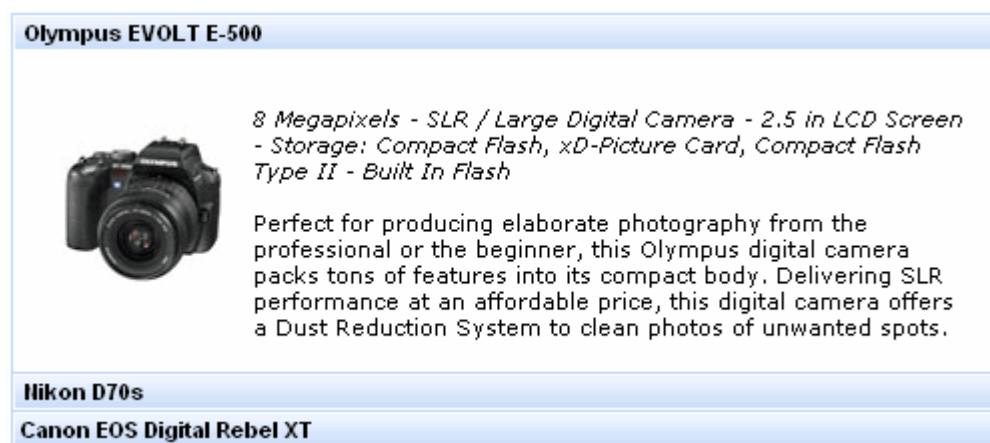 Olympus EVOLT E-500
8 Megapixels - SLR / Large Digital Camera - 2.5 in LCD Screen
- Storage: Compact Flash, xD-Picture Card, Compact Flash
Type II - Built In Flash
OLYMPUS
Perfect for producing elaborate photography from the
professional or the beginner, this Olympus digital camera
packs tons of features into its compact body. Delivering SLR
performance at an affordable price, this digital camera offers
a Dust Reduction System to clean photos of unwanted spots.
Nikon D70s
Canon EOS Digital Rebel XT